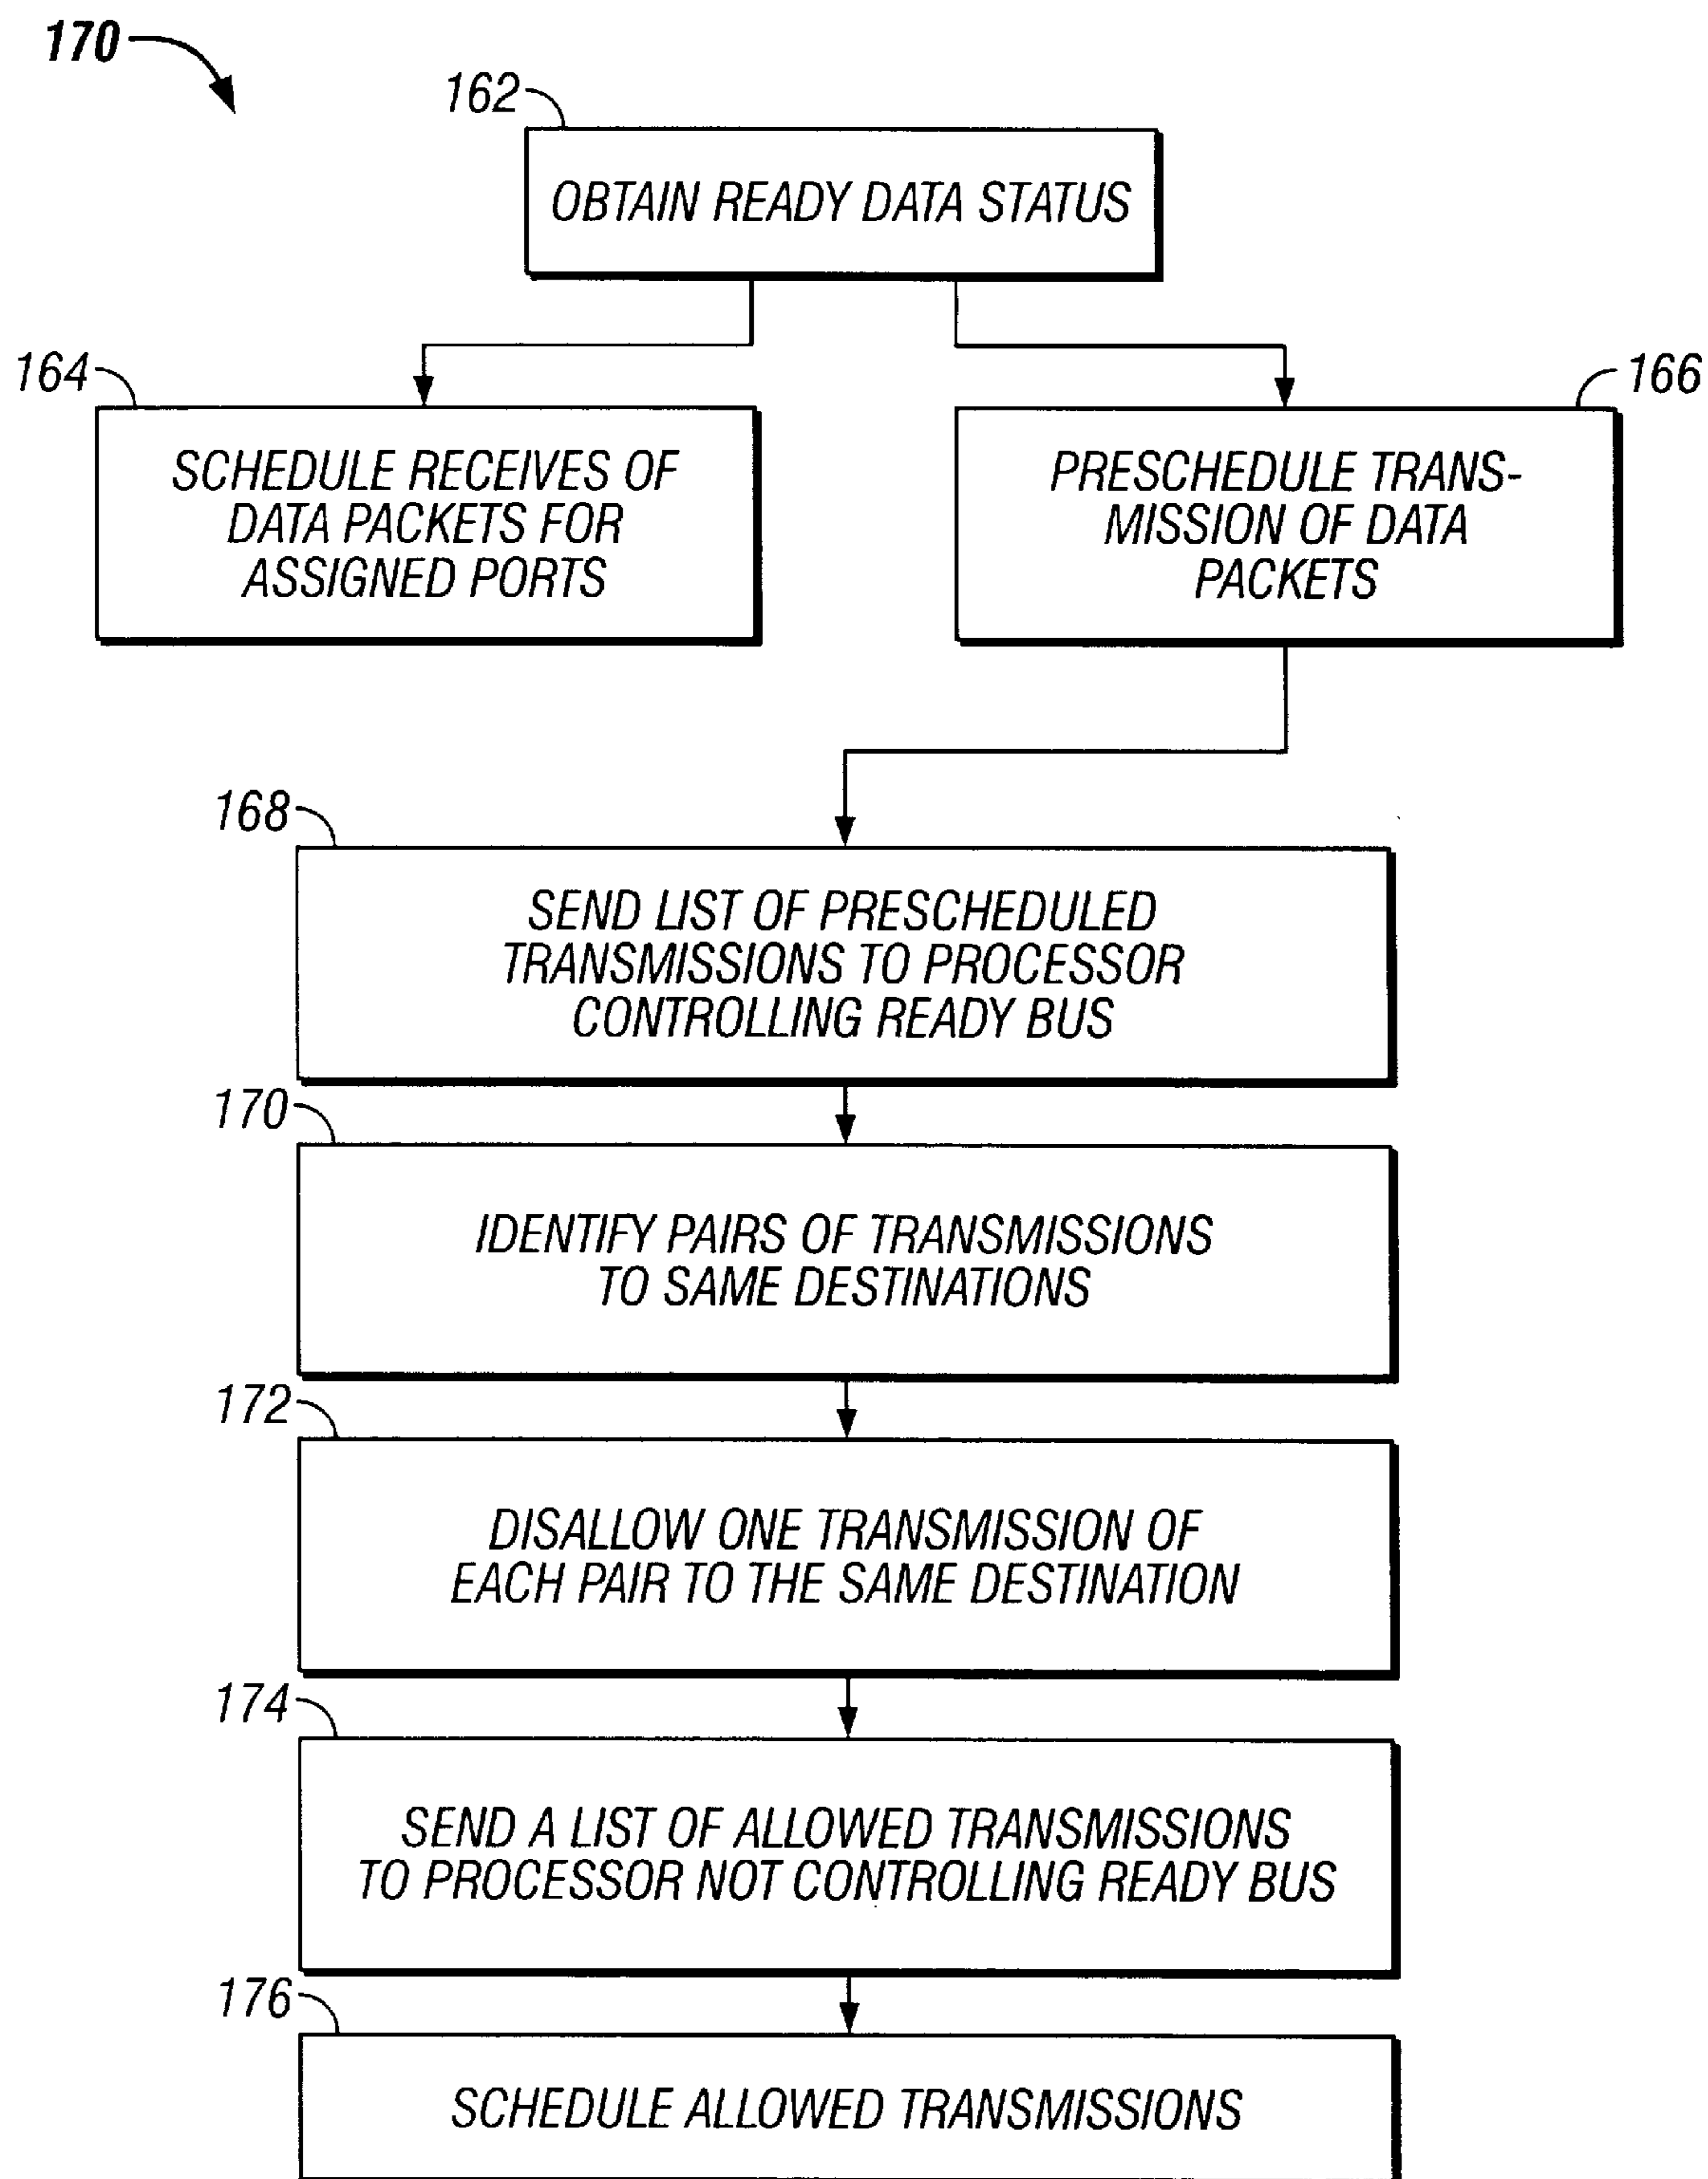 170
162
OBTAIN READY DATA STATUS
164
SCHEDULE RECEIVES OF
DATA PACKETS FOR
ASSIGNED PORTS
166
PRESCHEDULE TRANS-
MISSION OF DATA
PACKETS
168
SEND LIST OF PRESCHEDULED
TRANSMISSIONS TO PROCESSOR
CONTROLLING READY BUS
170
IDENTIFY PAIRS OF TRANSMISSIONS
TO SAME DESTINATIONS
172
DISALLOW ONE TRANSMISSION OF
EACH PAIR TO THE SAME DESTINATION
174
SEND A LIST OF ALLOWED TRANSMISSIONS
TO PROCESSOR NOT CONTROLLING READY BUS
176
SCHEDULE ALLOWED TRANSMISSIONS